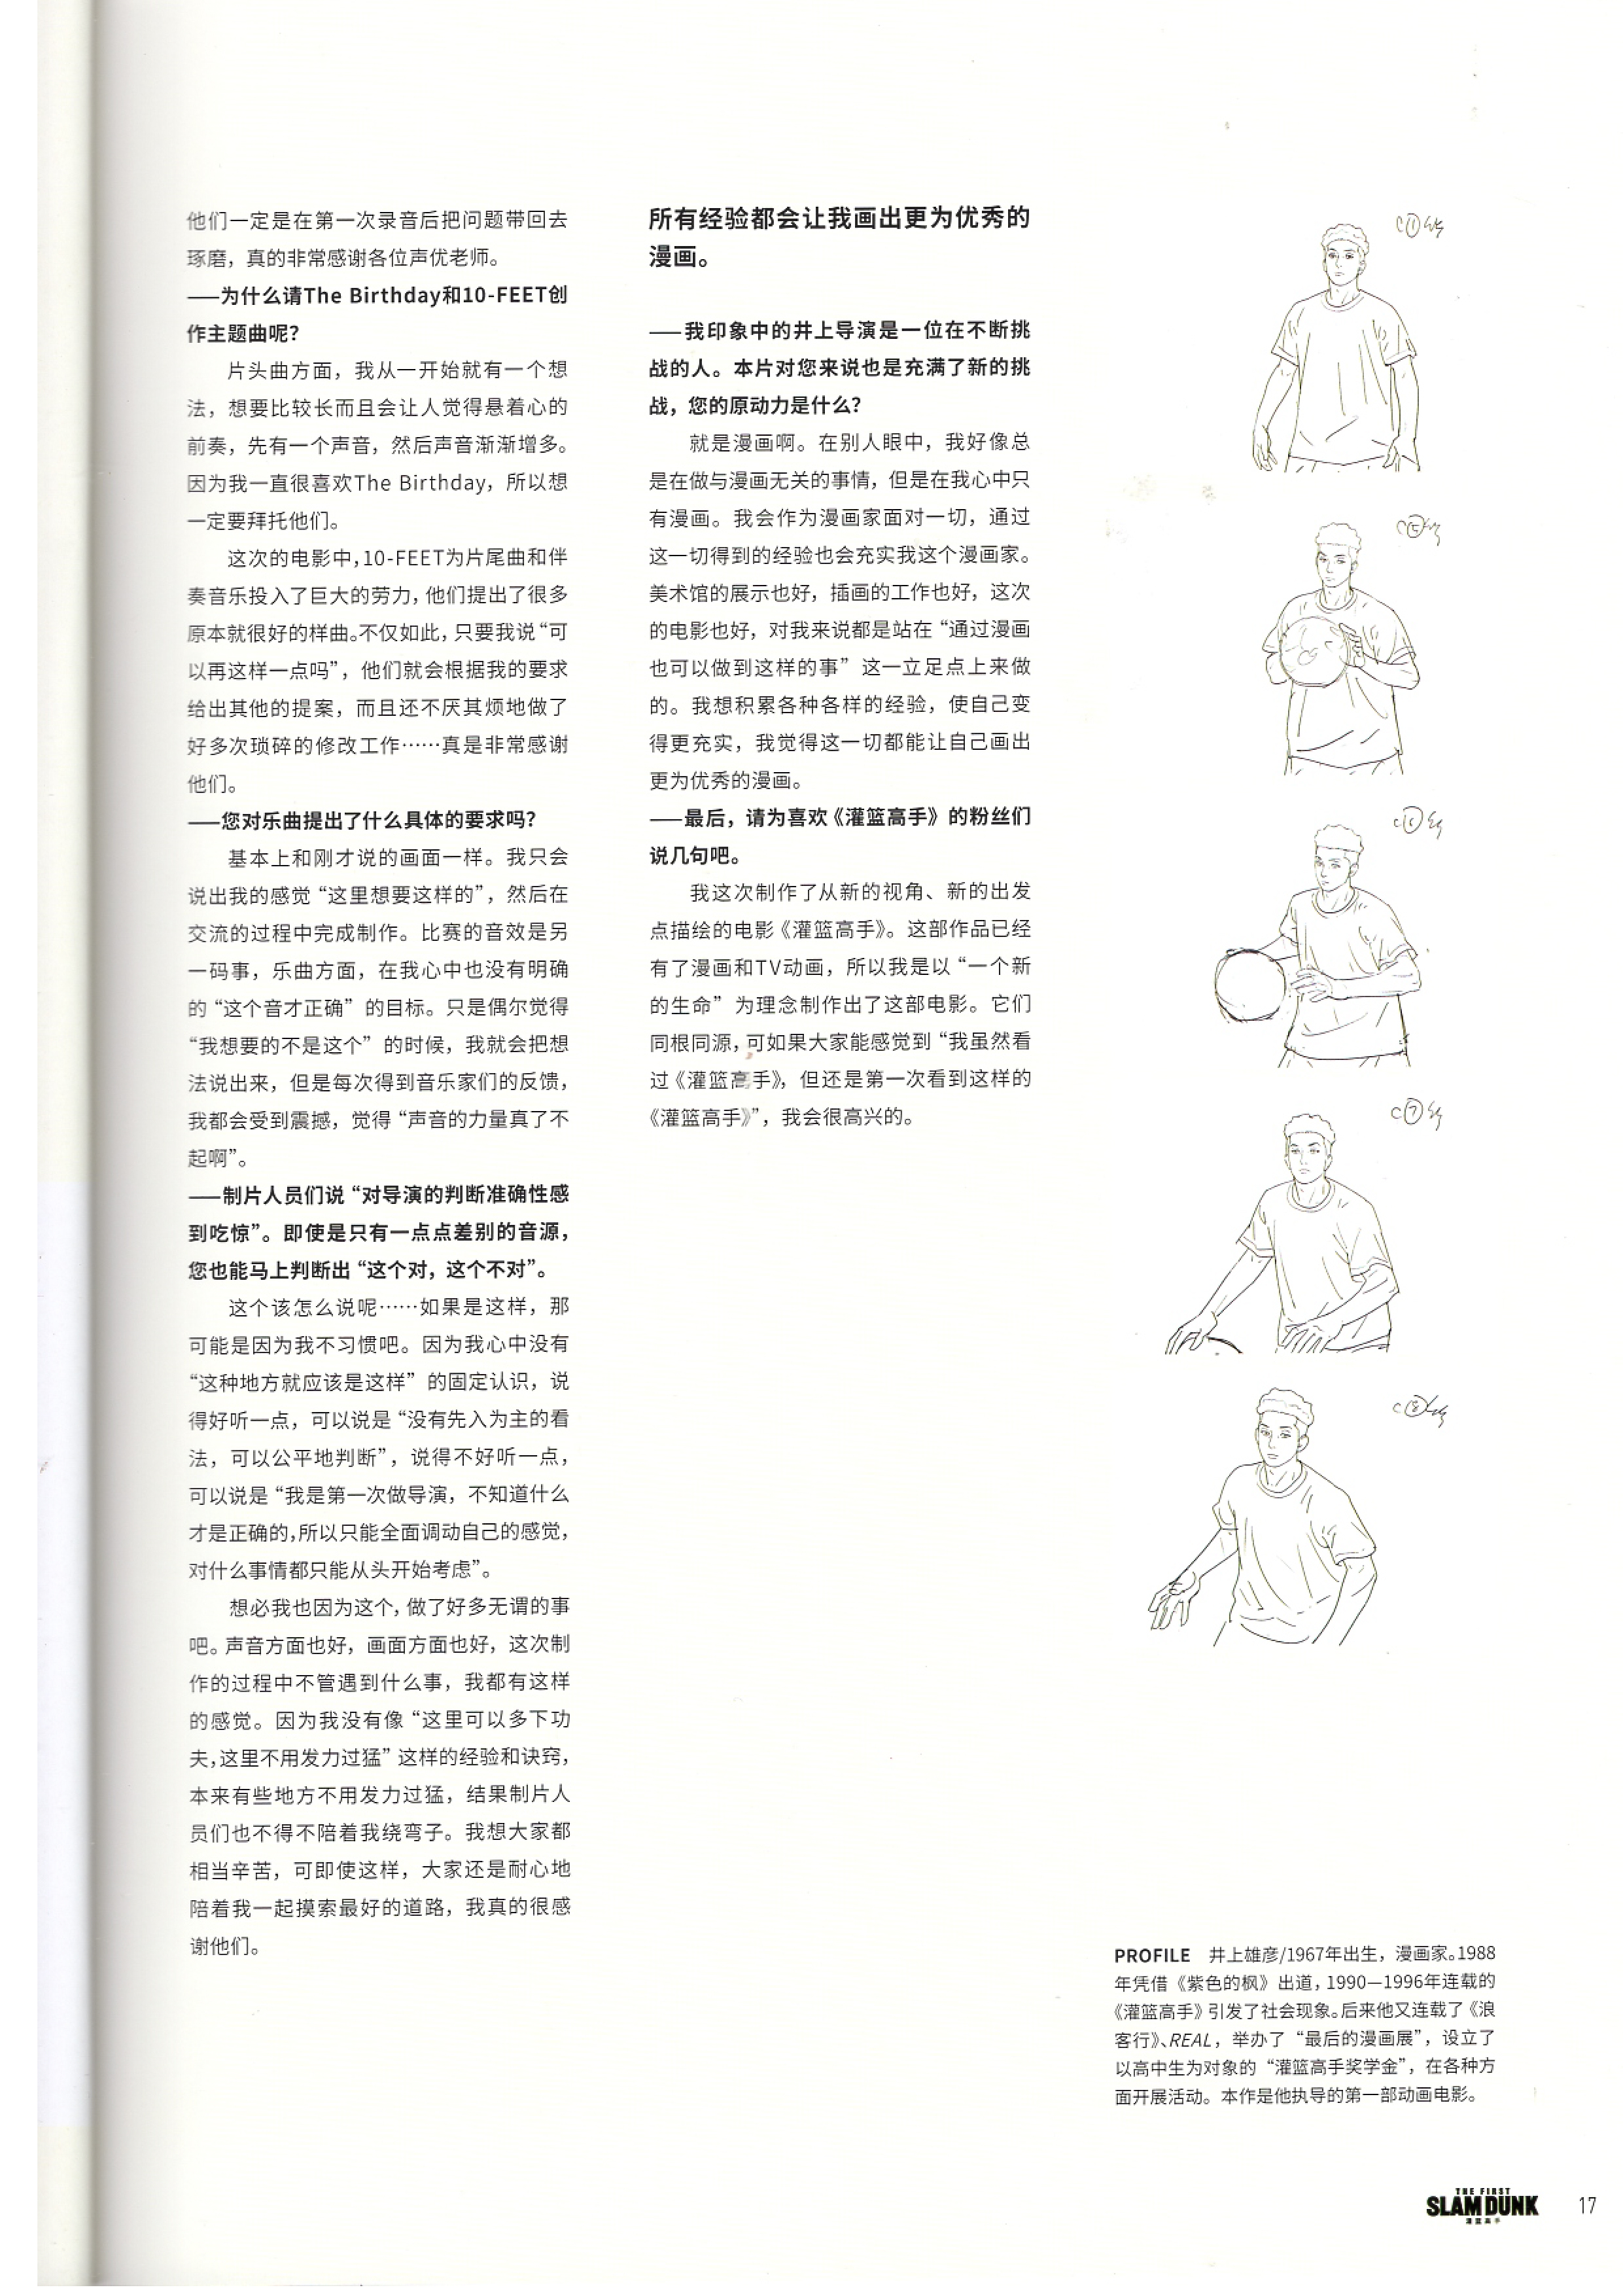 他们一定是在第一次录音后把问题带回去
琢磨，真的非常感谢各位声优老师。
——为什么请The Birthday和10-FEET创
作主题曲呢？
片头曲方面，我从一开始就有一个想
法，想要比较长而且会让人觉得悬着心的
前奏，先有一个声音，然后声音渐渐增多。
因为我一直很喜欢The Birthday，所以想
一定要拜托他们。
这次的电影中，10-FEET为片尾曲和伴
奏音乐投入了巨大的劳力，他们提出了很多
原本就很好的样曲。不仅如此，只要我说“可
以再这样一点吗”，他们就会根据我的要求
给出其他的提案，而且还不厌其烦地做了
好多次琐碎的修改工作……真是非常感谢
他们。
——您对乐曲提出了什么具体的要求吗？
基本上和刚才说的画面一样。我只会
说出我的感觉“这里想要这样的”，然后在
交流的过程中完成制作。比赛的音效是另
一码事，乐曲方面，在我心中也没有明确
的“这个音才正确”的目标。只是偶尔觉得
“我想要的不是这个”的时候，我就会把想
法说出来，但是每次得到音乐家们的反馈，
我都会受到震撼，觉得“声音的力量真了不
起啊”。
——制片人员们说“对导演的判断准确性感
到吃惊”。即使是只有一点点差别的音源，
您也能马上判断出“这个对，这个不对”。
这个该怎么说呢……如果是这样，那
可能是因为我不习惯吧。因为我心中没有
“这种地方就应该是这样”的固定认识，说
得好听一点，可以说是“没有先入为主的看
法，可以公平地判断”，说得不好听一点，
可以说是“我是第一次做导演，不知道什么
才是正确的，所以只能全面调动自己的感觉，
对什么事情都只能从头开始考虑”。
想必我也因为这个，做了好多无谓的事
吧。声音方面也好，画面方面也好，这次制
作的过程中不管遇到什么事，我都有这样
的感觉。因为我没有像“这里可以多下功
夫，这里不用发力过猛”这样的经验和诀窍，
本来有些地方不用发力过猛，结果制片人
员们也不得不陪着我绕弯子。我想大家都
相当辛苦，可即使这样，大家还是耐心地
陪着我一起摸索最好的道路，我真的很感
谢他们。
所有经验都会让我画出更为优秀的
漫画。
——我印象中的井上导演是一位在不断挑
战的人。本片对您来说也是充满了新的挑
战，您的原动力是什么？
就是漫画啊。在别人眼中，我好像总
是在做与漫画无关的事情，但是在我心中只
有漫画。我会作为漫画家面对一切，通过
这一切得到的经验也会充实我这个漫画家。
美术馆的展示也好，插画的工作也好，这次
的电影也好，对我来说都是站在“通过漫画
也可以做到这样的事”这一立足点上来做
的。我想积累各种各样的经验，使自己变
得更充实，我觉得这一切都能让自己画出
更为优秀的漫画。
——最后，请为喜欢《灌篮高手》的粉丝们
说几句吧。
我这次制作了从新的视角、新的出发
点描绘的电影《灌篮高手》。这部作品已经
有了漫画和TV动画，所以我是以“一个新
的生命”为理念制作出了这部电影。它们
同根同源，可如果大家能感觉到“我虽然看
过《灌篮高手》，但还是第一次看到这样的
《灌篮高手》”，我会很高兴的。
PROFILE 井上雄彦/1967年出生，漫画家。1988
年凭借《紫色的枫》出道，1990—1996年连载的
《灌篮高手》引发了社会现象。后来他又连载了《浪
客行》、REAL，举办了“最后的漫画展”，设立了
以高中生为对象的“灌篮高手奖学金”，在各种方
面开展活动。本作是他执导的第一部动画电影。
THE FIRST
SLAM DUNK
灌篮高手
17